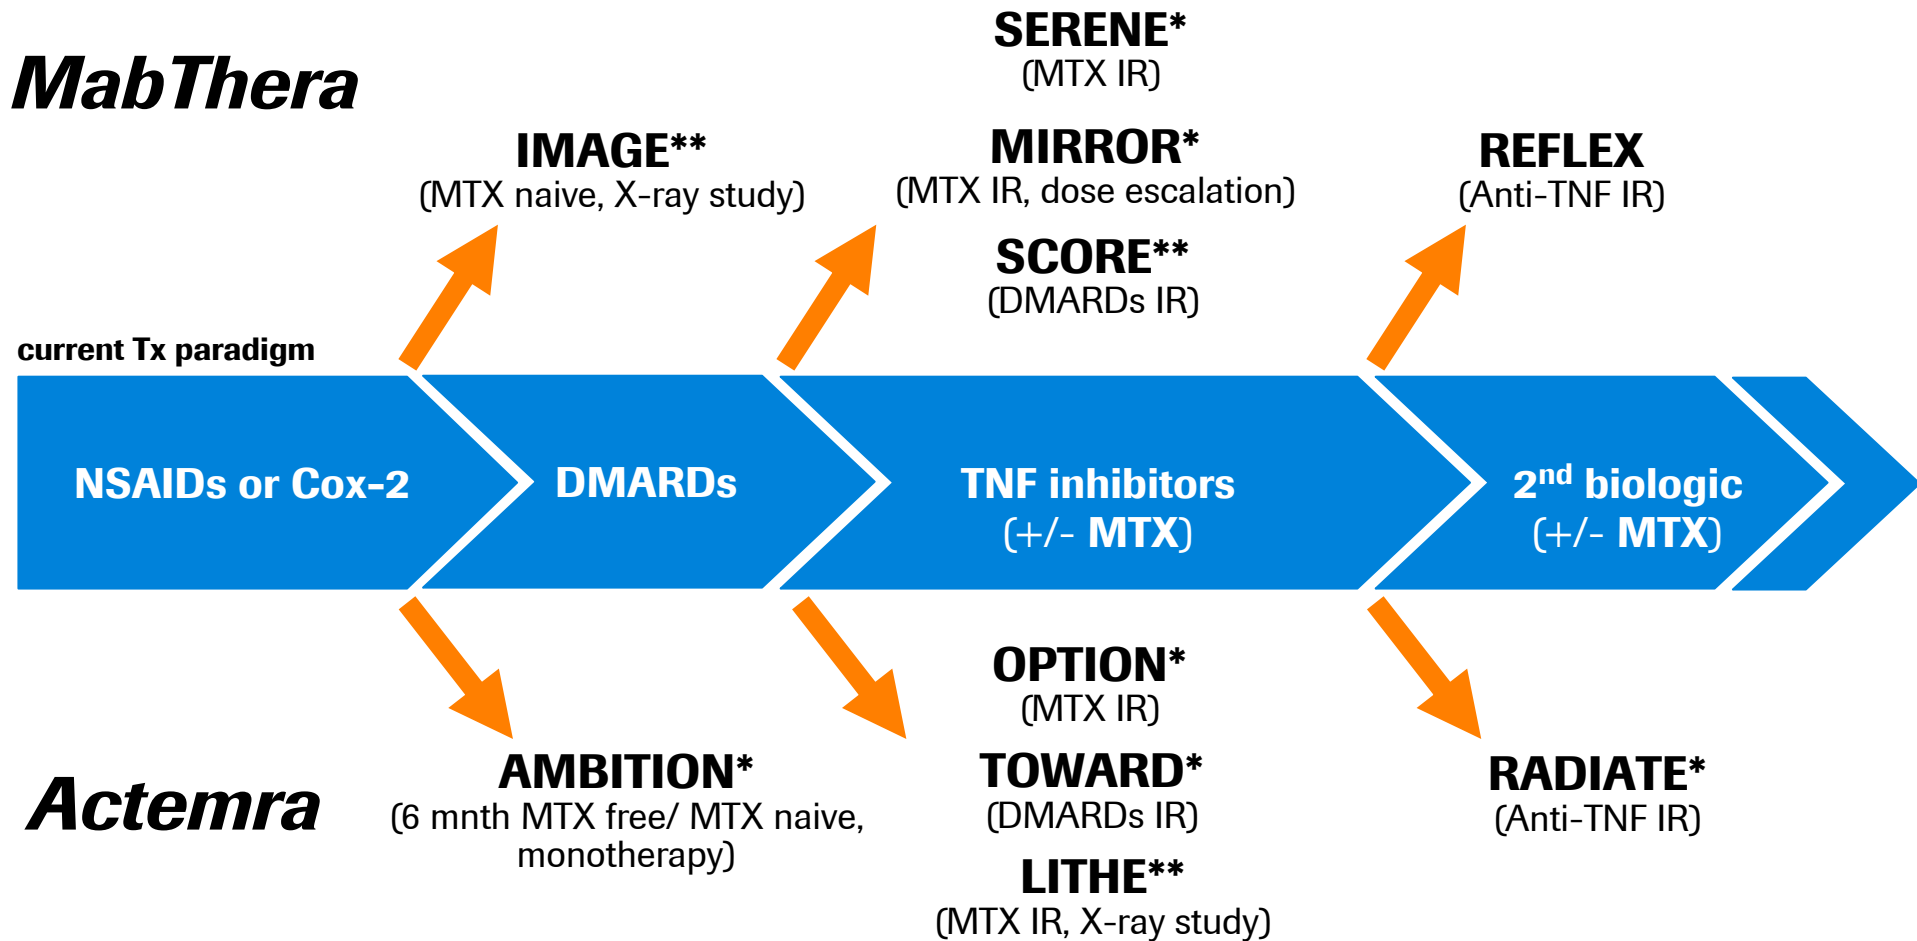 MabThera
SERENE*
(MTX IR)
IMAGE**
(MTX naive, X-ray study)
MIRROR*
(MTX IR, dose escalation)
SCORE**
(DMARDs IR)
REFLEX
(Anti-TNF IR)
current Tx paradigm
NSAIDs or Cox-2
DMARDs
TNF inhibitors
(+/- MTX)
2nd biologic
(+/- MTX)
Actemra
AMBITION*
(6 mnth MTX free/ MTX naive,
monotherapy)
OPTION*
(MTX IR)
TOWARD*
(DMARDs IR)
LITHE**
(MTX IR, X-ray study)
RADIATE*
(Anti-TNF IR)